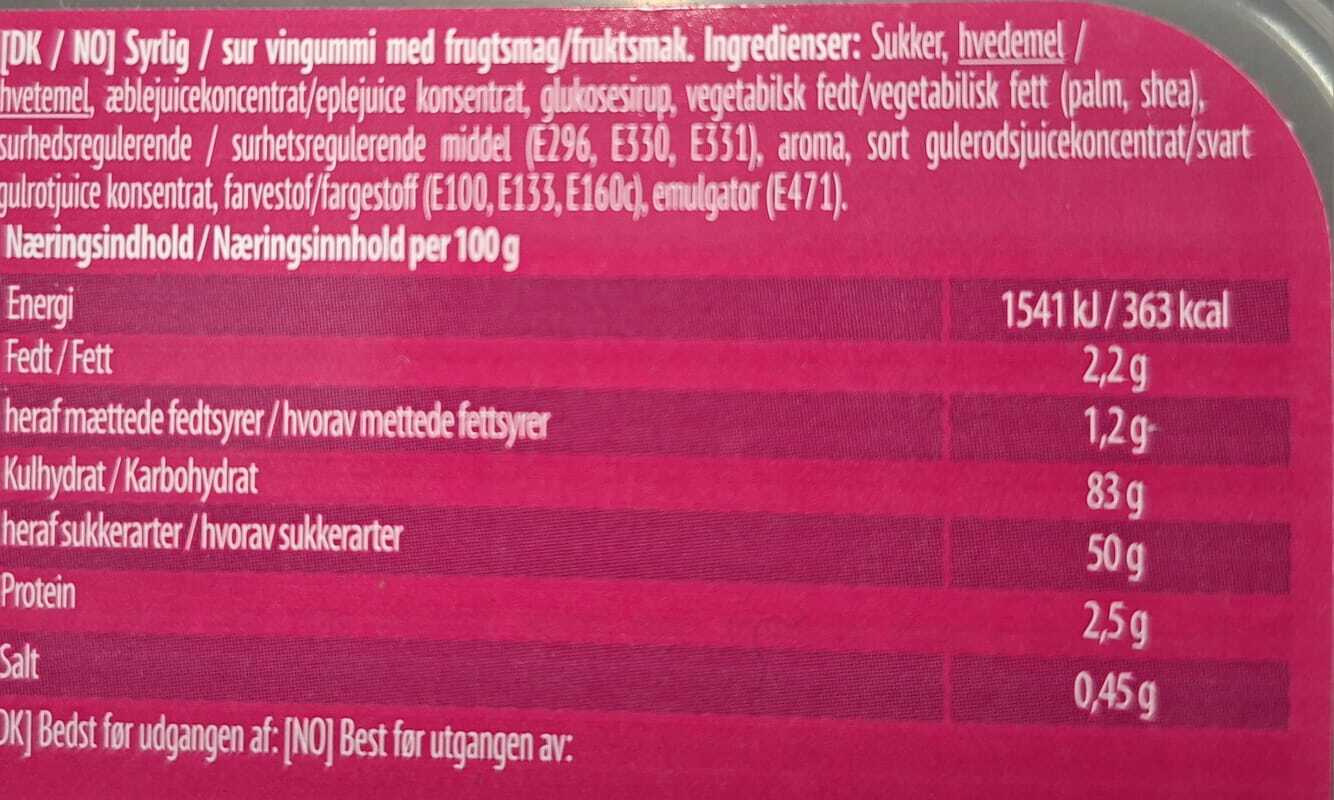 [DK / NO] Syrlig / sur vingummi med frugtsmag/fruktsmak. Ingredienser: Sukker, hvedemel /
hvetemel, æblejuicekoncentrat/eplejuice konsentrat, glukosesirup, vegetabilsk fedt/vegetabilisk fett (palm, shea),
surhedsregulerende / surhetsregulerende middel (E296, E330, E331), aroma, sort gulerodsjuicekoncentrat/svart
gulrotjuice konsentrat, farvestof/fargestoff (E100, E133, E160c), emulgator (E471).
Næringsindhold / Næringsinnhold per 100 g
Energi 1541 kJ / 363 kcal
Fedt / Fett 2,2 g
heraf mættede fedtsyrer / hvorav mettede fettsyrer 1,2 g
Kulhydrat / Karbohydrat 83 g
heraf sukkerarter / hvorav sukkerarter 50 g
Protein 2,5 g
Salt 0,45 g
DK] Bedst før udgangen af: [NO] Best før utgangen av: